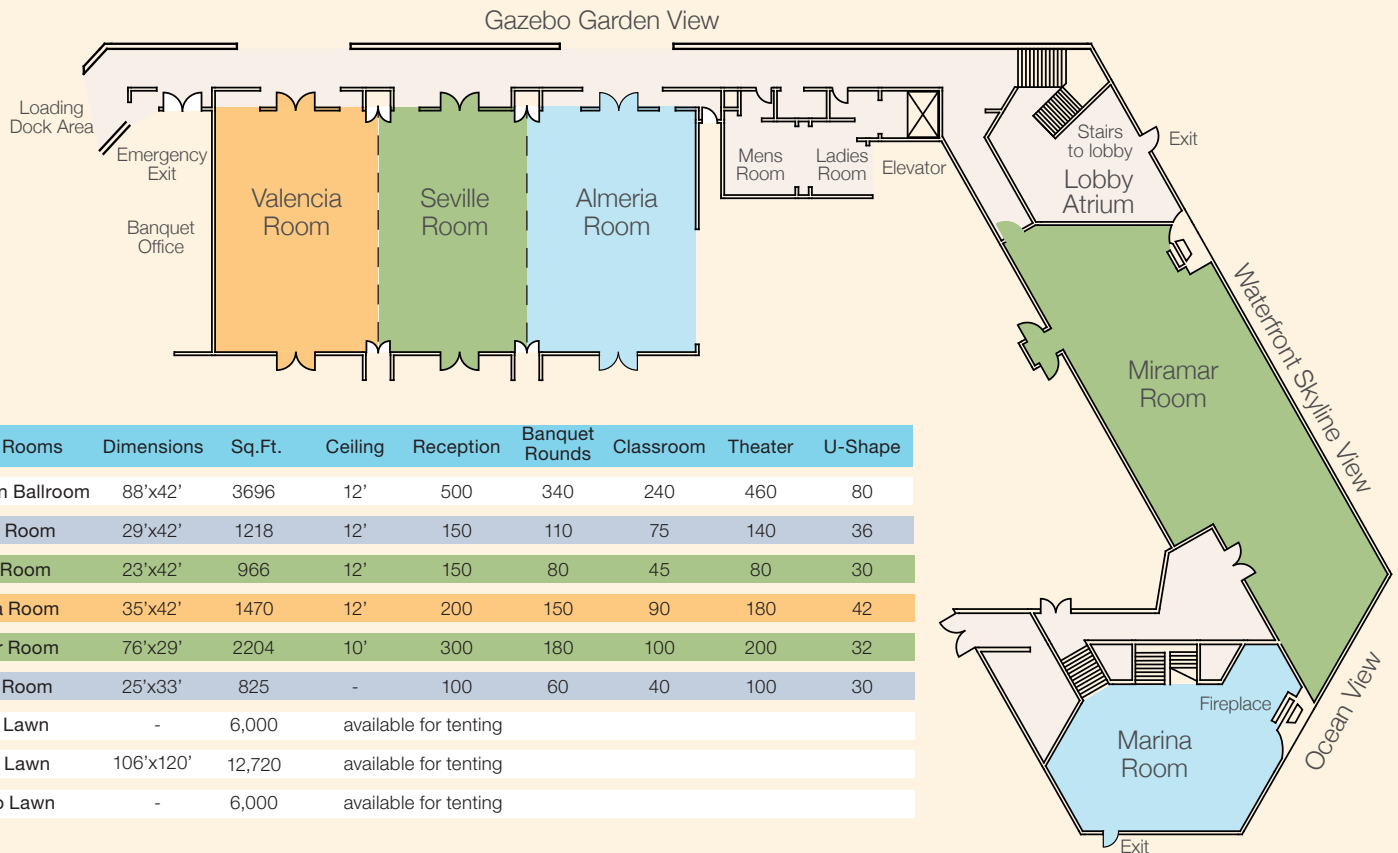 Gazebo Garden View
Loading
Dock Area
Emergency
Exit
Banquet
Office
Valencia
Room
Seville
Room
Almeria
Room
Mens
Room
Ladies
Room
Elevator
Stairs
to lobby
Exit
Lobby
Atrium
Waterfront Skyline View
Miramar
Room
Rooms Dimensions Sq.Ft. Ceiling Reception Banquet Rounds Classroom Theater U-Shape
n Ballroom 88'x42' 3696 12' 500 340 240 460 80
Room 29'x42' 1218 12' 150 110 75 140 36
Room 23'x42' 966 12' 150 80 45 80 30
a Room 35'x42' 1470 12' 200 150 90 180 42
r Room 76'x29' 2204 10' 300 180 100 200 32
Room 25'x33' 825 - 100 60 40 100 30
Lawn - 6,000 available for tenting
Lawn 106'x120' 12,720 available for tenting
o Lawn - 6,000 available for tenting
Fireplace
Ocean View
Marina
Room
Exit